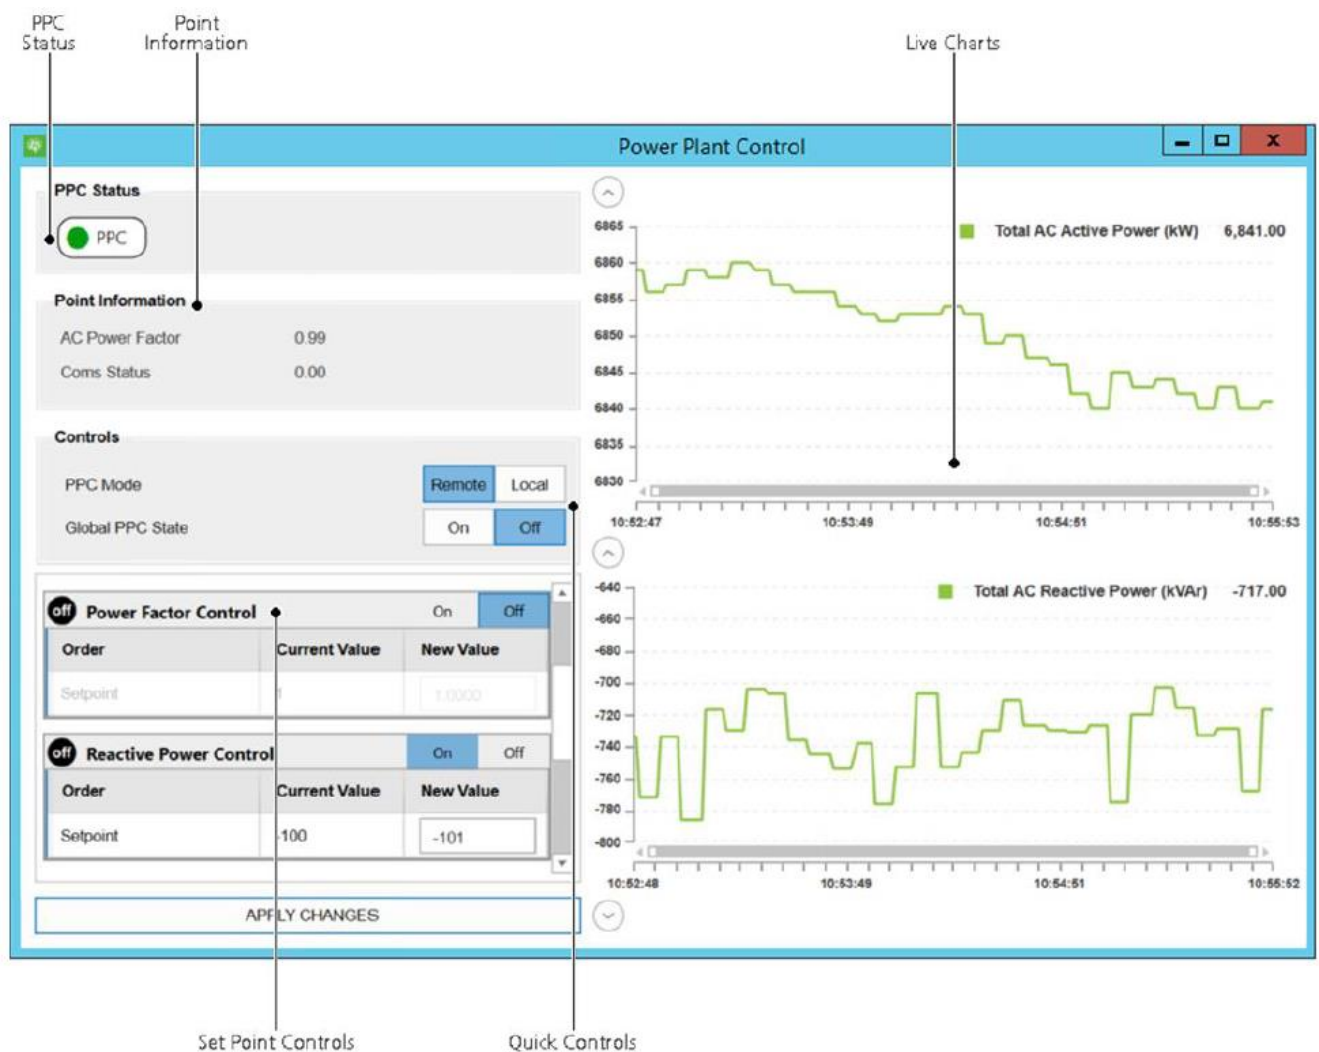 PPC
Status
Point
Information
Live Charts
Power Plant Control
X
PPC Status
PPC
Point Information
AC Power Factor 0.99
Coms Status 0.00
Controls
PPC Mode Remote Local
Global PPC State On Off
off Power Factor Control On Off
Order Current Value New Value
Setpoint 1 1.0000
off Reactive Power Control On Off
Order Current Value New Value
Setpoint -100 -101
APPLY CHANGES
Total AC Active Power (kW) 6,841.00
6865
6860
6855
6850
6845
6840
6835
6830
10:52:47 10:53:49 10:54:51 10:55:53
Total AC Reactive Power (kVAr) -717.00
-640
-660
-680
-700
-720
-740
-760
-780
-800
10:52:48 10:53:49 10:54:51 10:55:52
Set Point Controls
Quick Controls